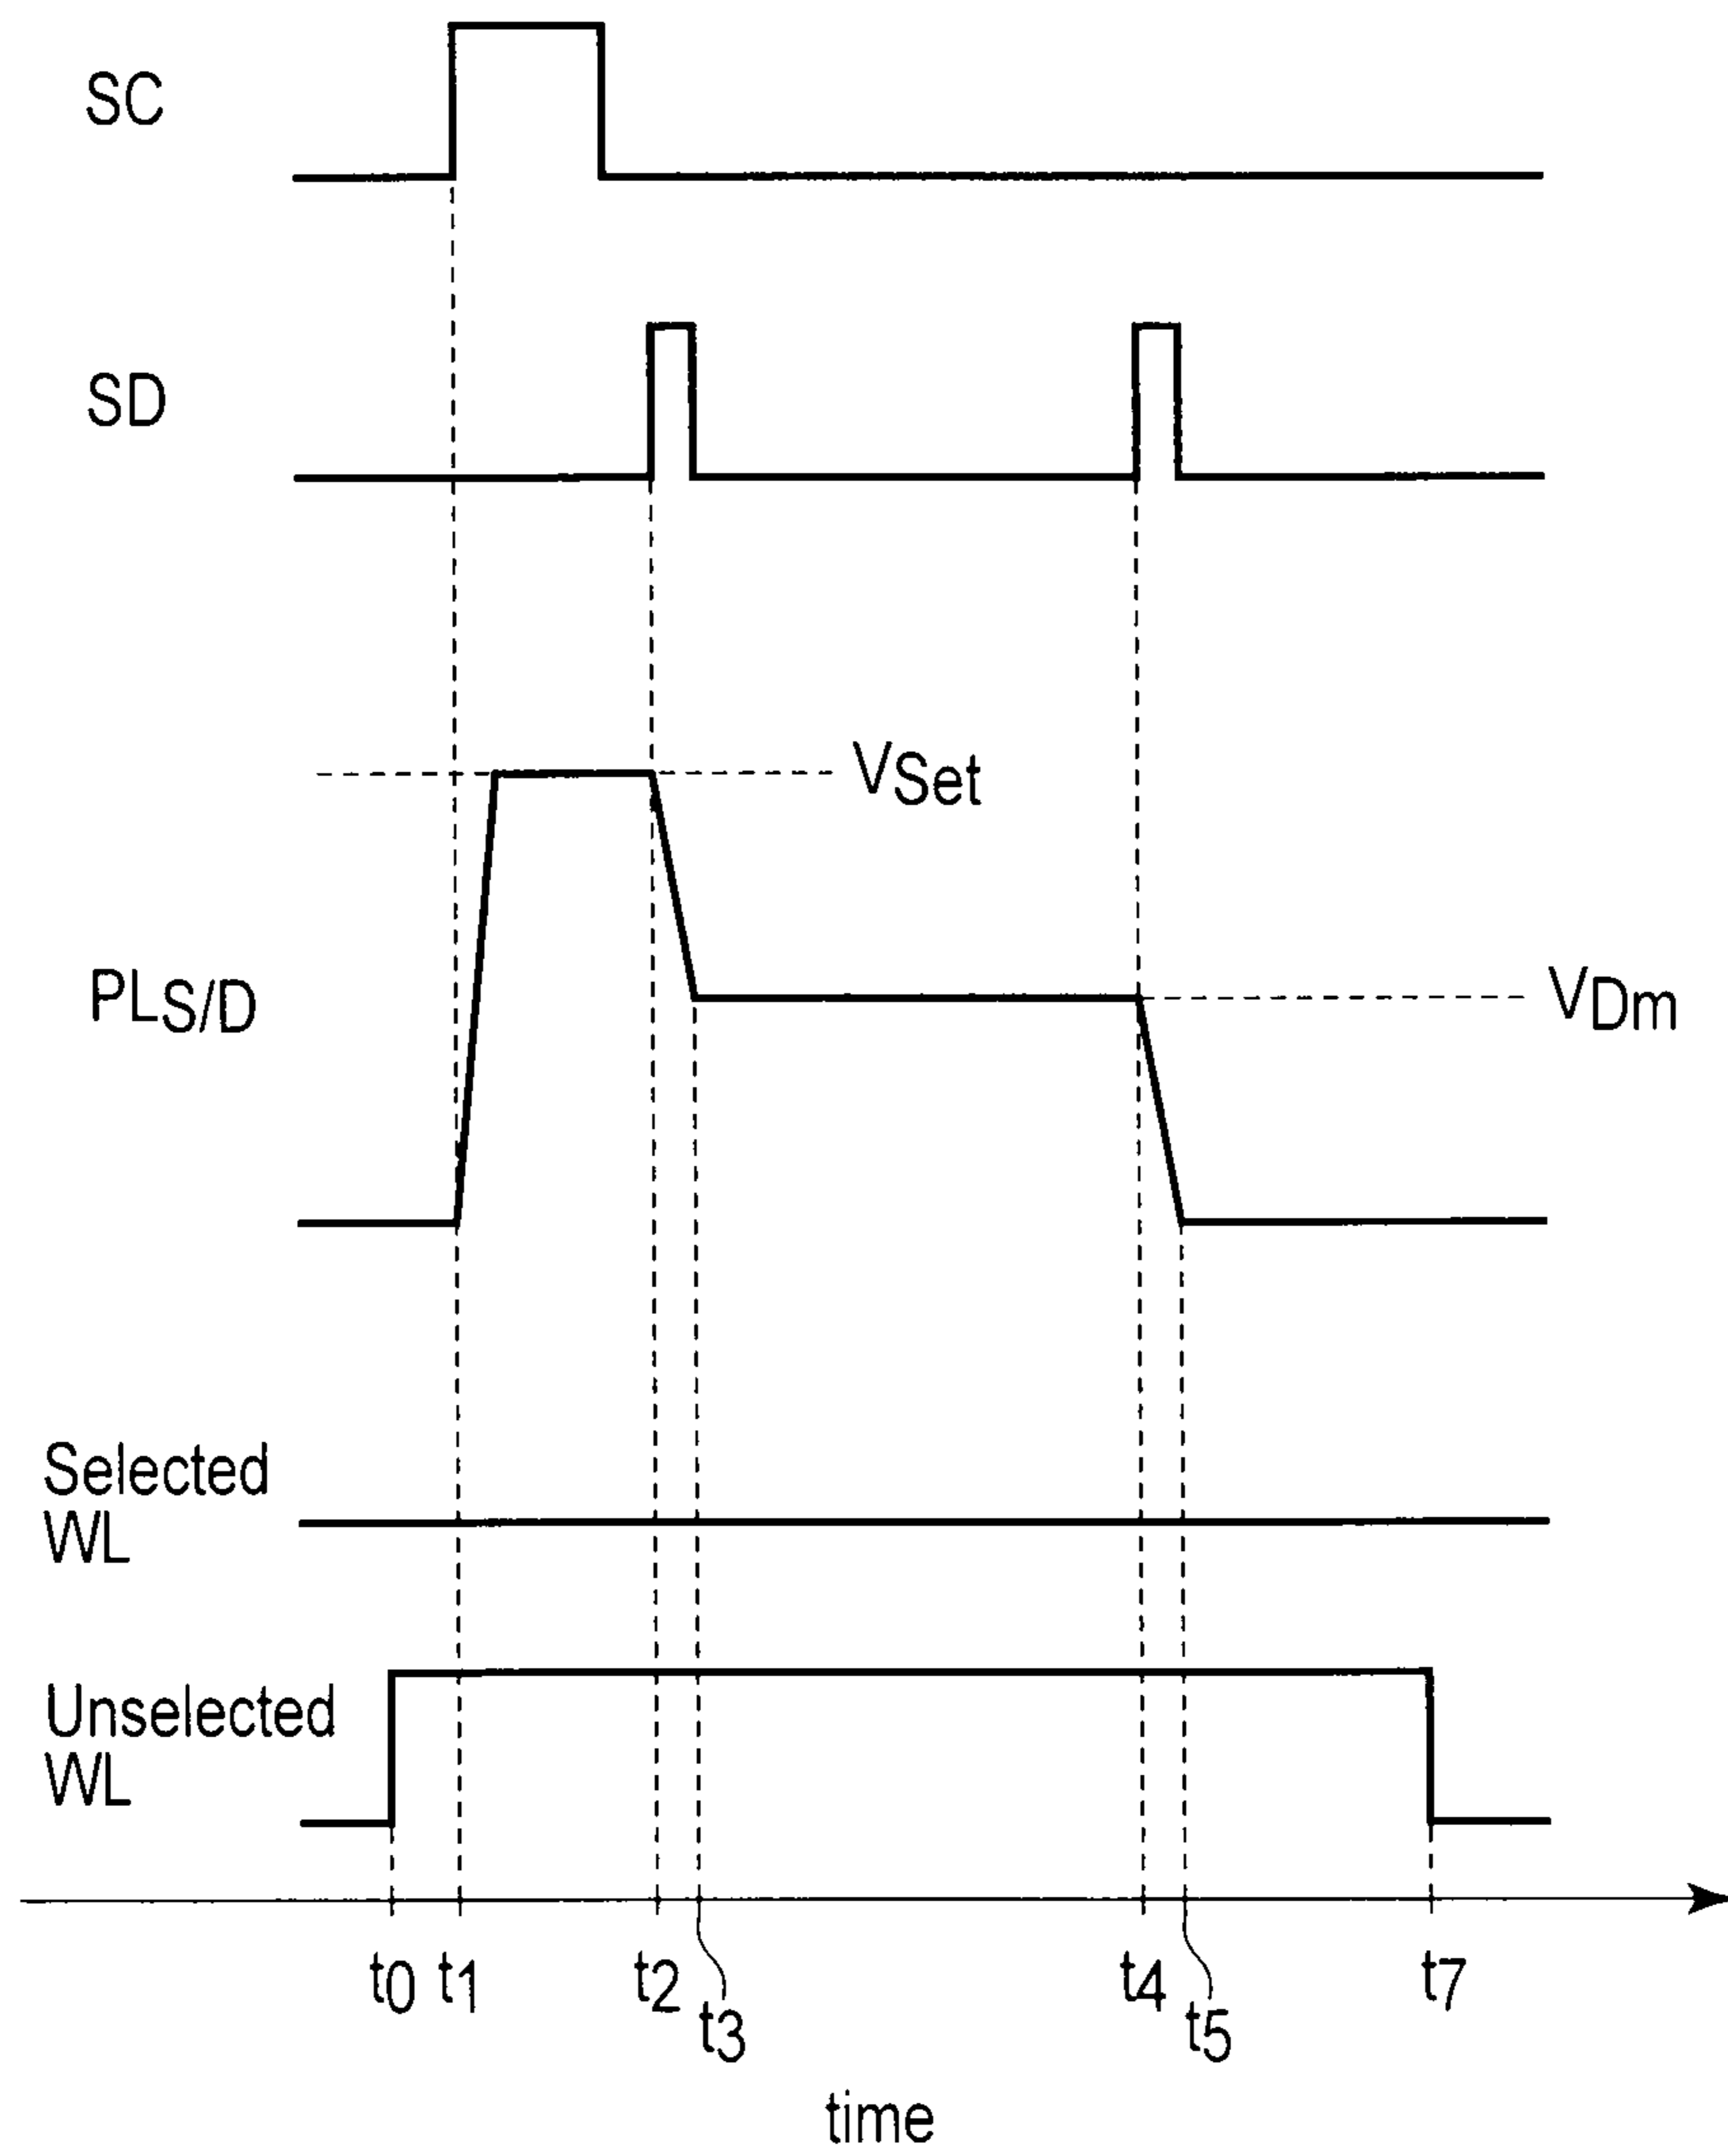 SC
SD
VSet
PLS/D
VDm
Selected
WL
Unselected
WL
t0 t1 t2 t3 t4 t5 t7
time